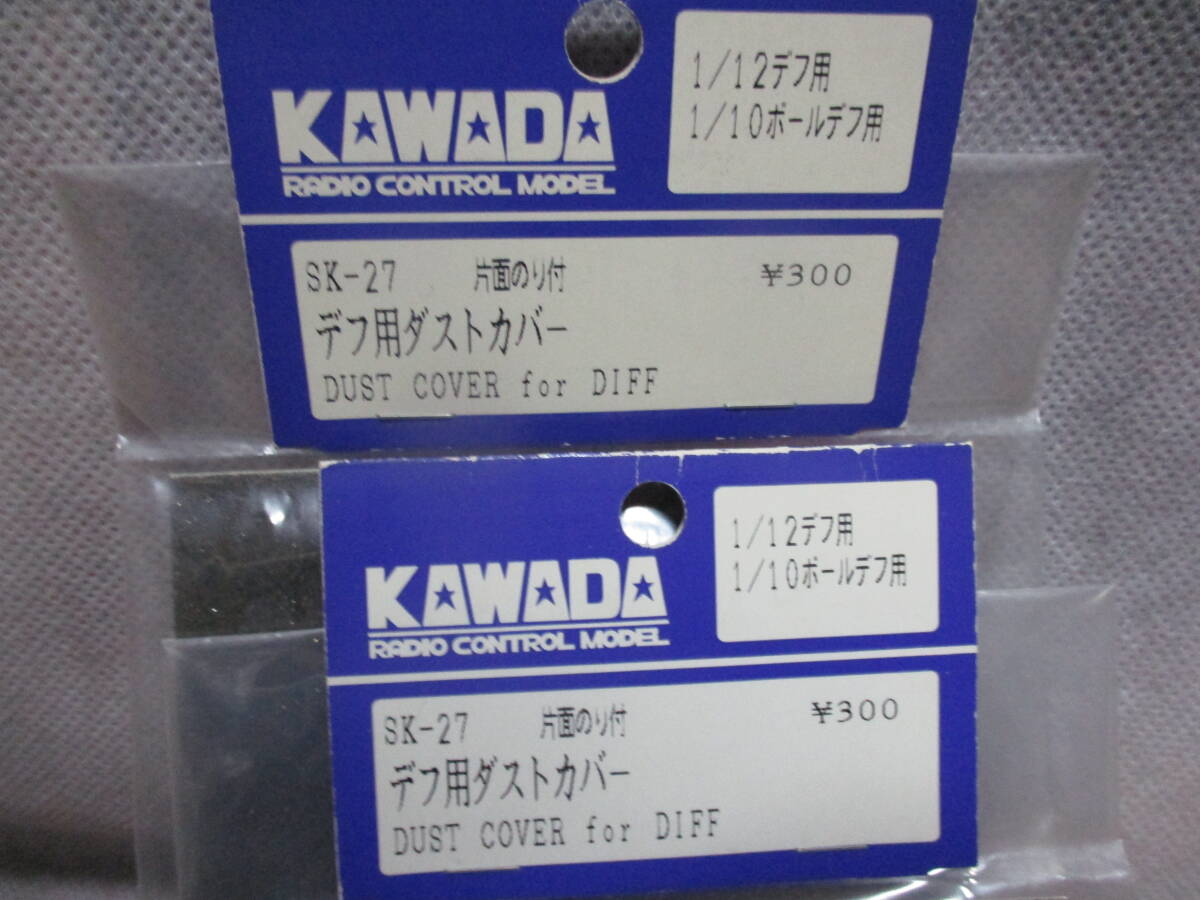 KAWADA
RADIO CONTROL MODEL
1/12デフ用
1/10ボールデフ用
SK-27 片面のり付 ¥300
デフ用ダストカバー
DUST COVER for DIFF
KAWADA
RADIO CONTROL MODEL
1/12デフ用
1/10ボールデフ用
SK-27 片面のり付 ¥300
デフ用ダストカバー
DUST COVER for DIFF